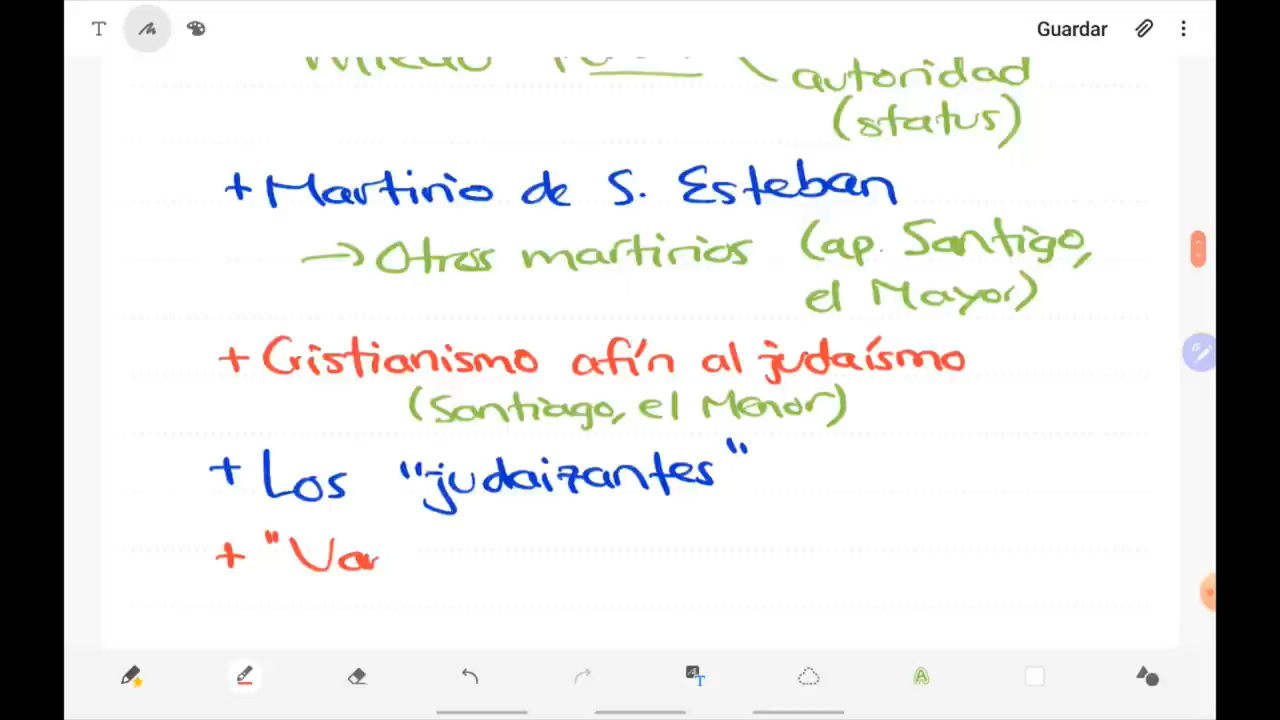 Guardar
autoridad
(status)
+ Martirio de S. Esteban
→ Otros martirios (ap. Santigo,
el Mayor)
+ Cristianismo afín al judaísmo
(Santiago, el Menor)
+ Los "judaizantes"
+ "Var